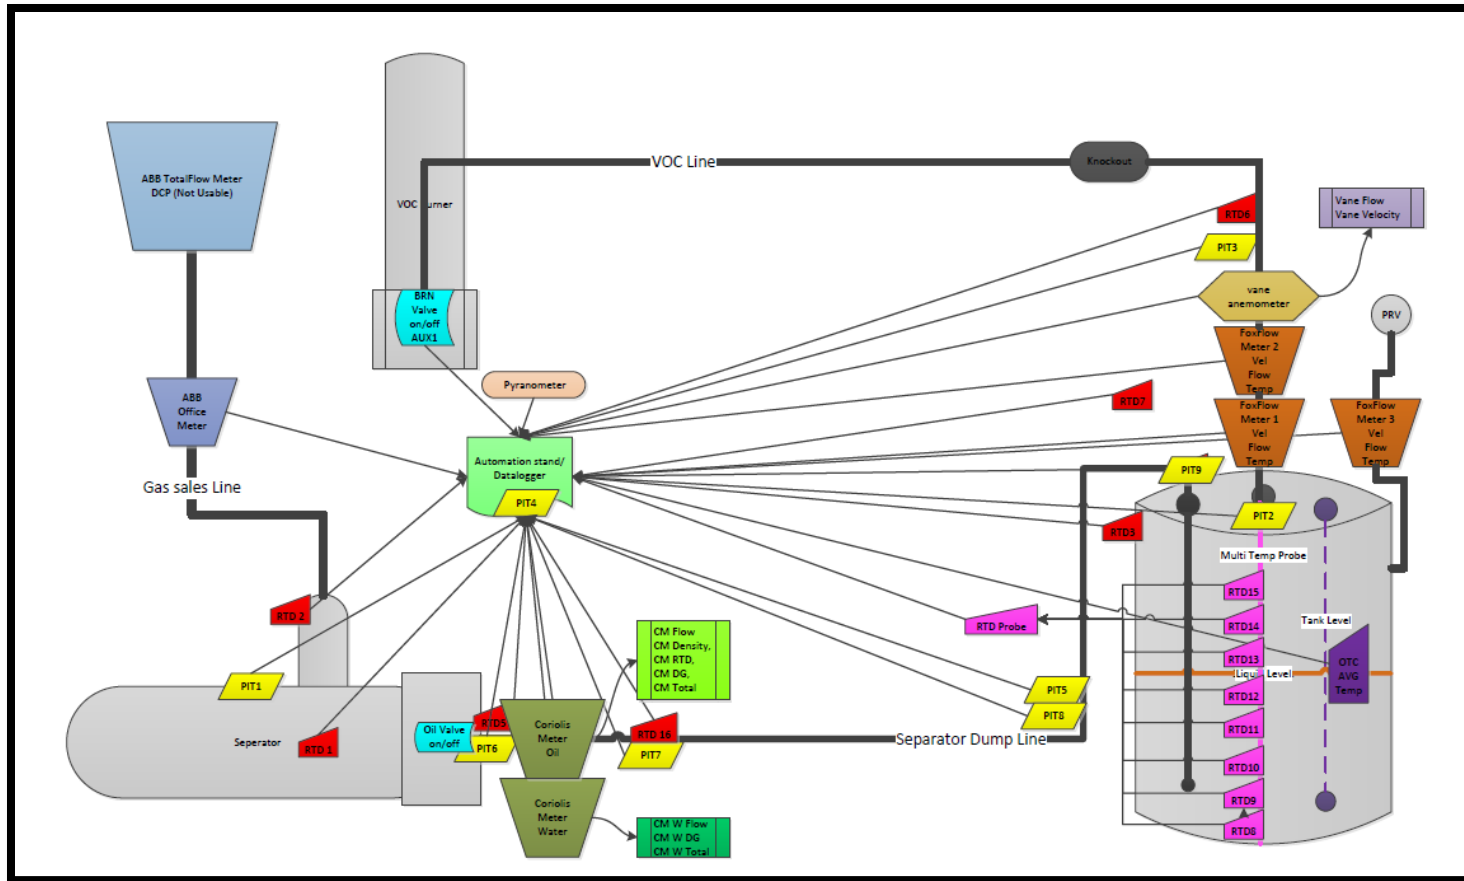 VOC Line
Knockout
ABB TotalFlow Meter
DCP (Not Usable)
Vane Flow
Vane Velocity
RTD6
PIT3
vane
anemometer
BRN
Valve
on/off
AUX1
PRV
FoxFlow
Meter 2
Vel
Flow
Temp
Pyranometer
RTD7
ABB
Office
Meter
FoxFlow
Meter 1
Vel
Flow
Temp
FoxFlow
Meter 3
Vel
Flow
Temp
Automation stand/
Datalogger
PIT4
PIT9
Gas sales Line
PIT2
RTD3
Multi Temp Probe
RTD15
RTD 2
RTD Probe
RTD14
Tank Level
CM Flow
CM Density,
CM RTD,
CM DG,
CM Total
RTD13
Liquid Level
OTC
AVG
Temp
PIT1
PIT5
RTD12
PIT8
RTD5
Oil Valve
on/off
Coriolis
Meter
Oil
RTD 16
RTD11
Seperator
RTD 1
PIT6
PIT7
Separator Dump Line
RTD10
RTD9
Coriolis
Meter
Water
CM W Flow
CM W DG
CM W Total
RTD8